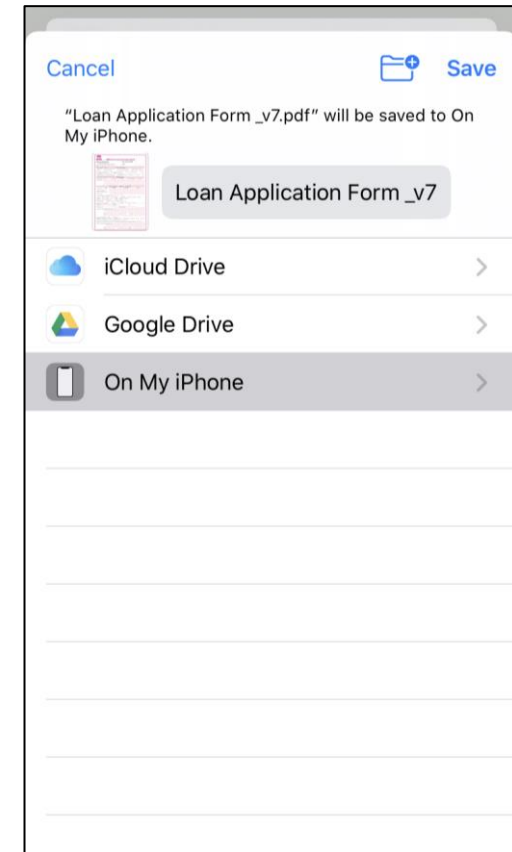 Cancel Save
“Loan Application Form _v7.pdf” will be saved to On
My iPhone.
Loan Application Form _v7
iCloud Drive
Google Drive
On My iPhone